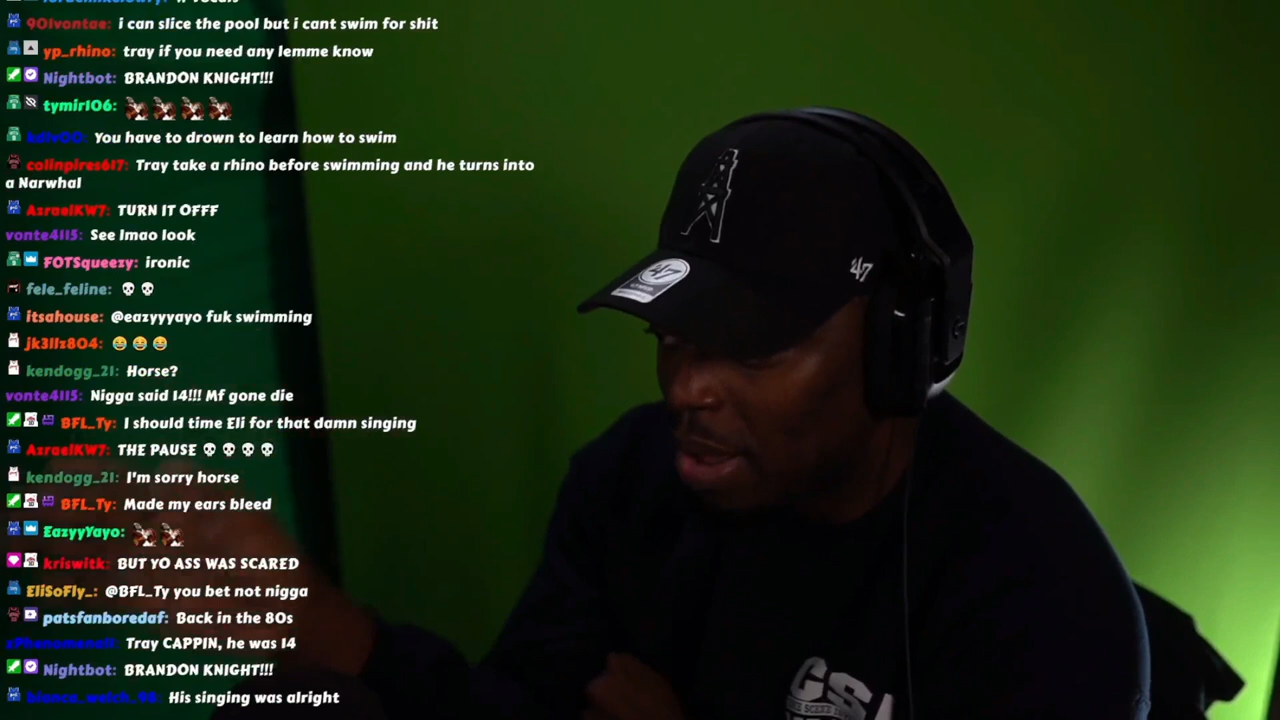 901vontae: i can slice the pool but i cant swim for shit
yp_rhino: tray if you need any lemme know
Nightbot: BRANDON KNIGHT!!!
tymir106:
You have to drown to learn how to swim
colinpires617: Tray take a rhino before swimming and he turns into
a Narwhal
AzraelKW7: TURN IT OFFF
vonte4115: See lmao look
FOTSqueezy: ironic
fele_feline: 💀 💀
itsahouse: @eazyyyayo fuk swimming
jk3llz804: 😂 😂 😂
kendogg_21: Horse?
vonte4115: Nigga said 14!!! Mf gone die
BFL_Ty: I should time Eli for that damn singing
AzraelKW7: THE PAUSE 💀 💀 💀 💀
kendogg_21: I'm sorry horse
BFL_Ty: Made my ears bleed
EazyyYayo:
kriswitk: BUT YO ASS WAS SCARED
EliSoFly_: @BFL_Ty you bet not nigga
patsfanboredaf: Back in the 80s
Tray CAPPIN, he was 14
Nightbot: BRANDON KNIGHT!!!
His singing was alright
47
47